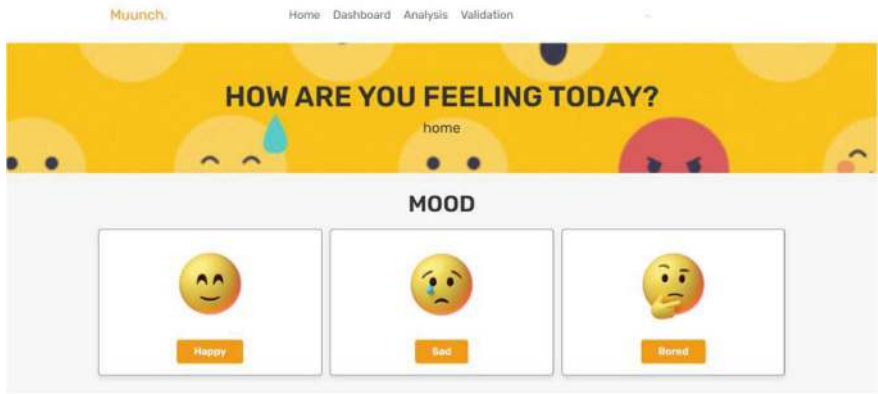 Muunch.
Home Dashboard Analysis Validation
HOW ARE YOU FEELING TODAY?
home
MOOD
Happy
Sad
Bored